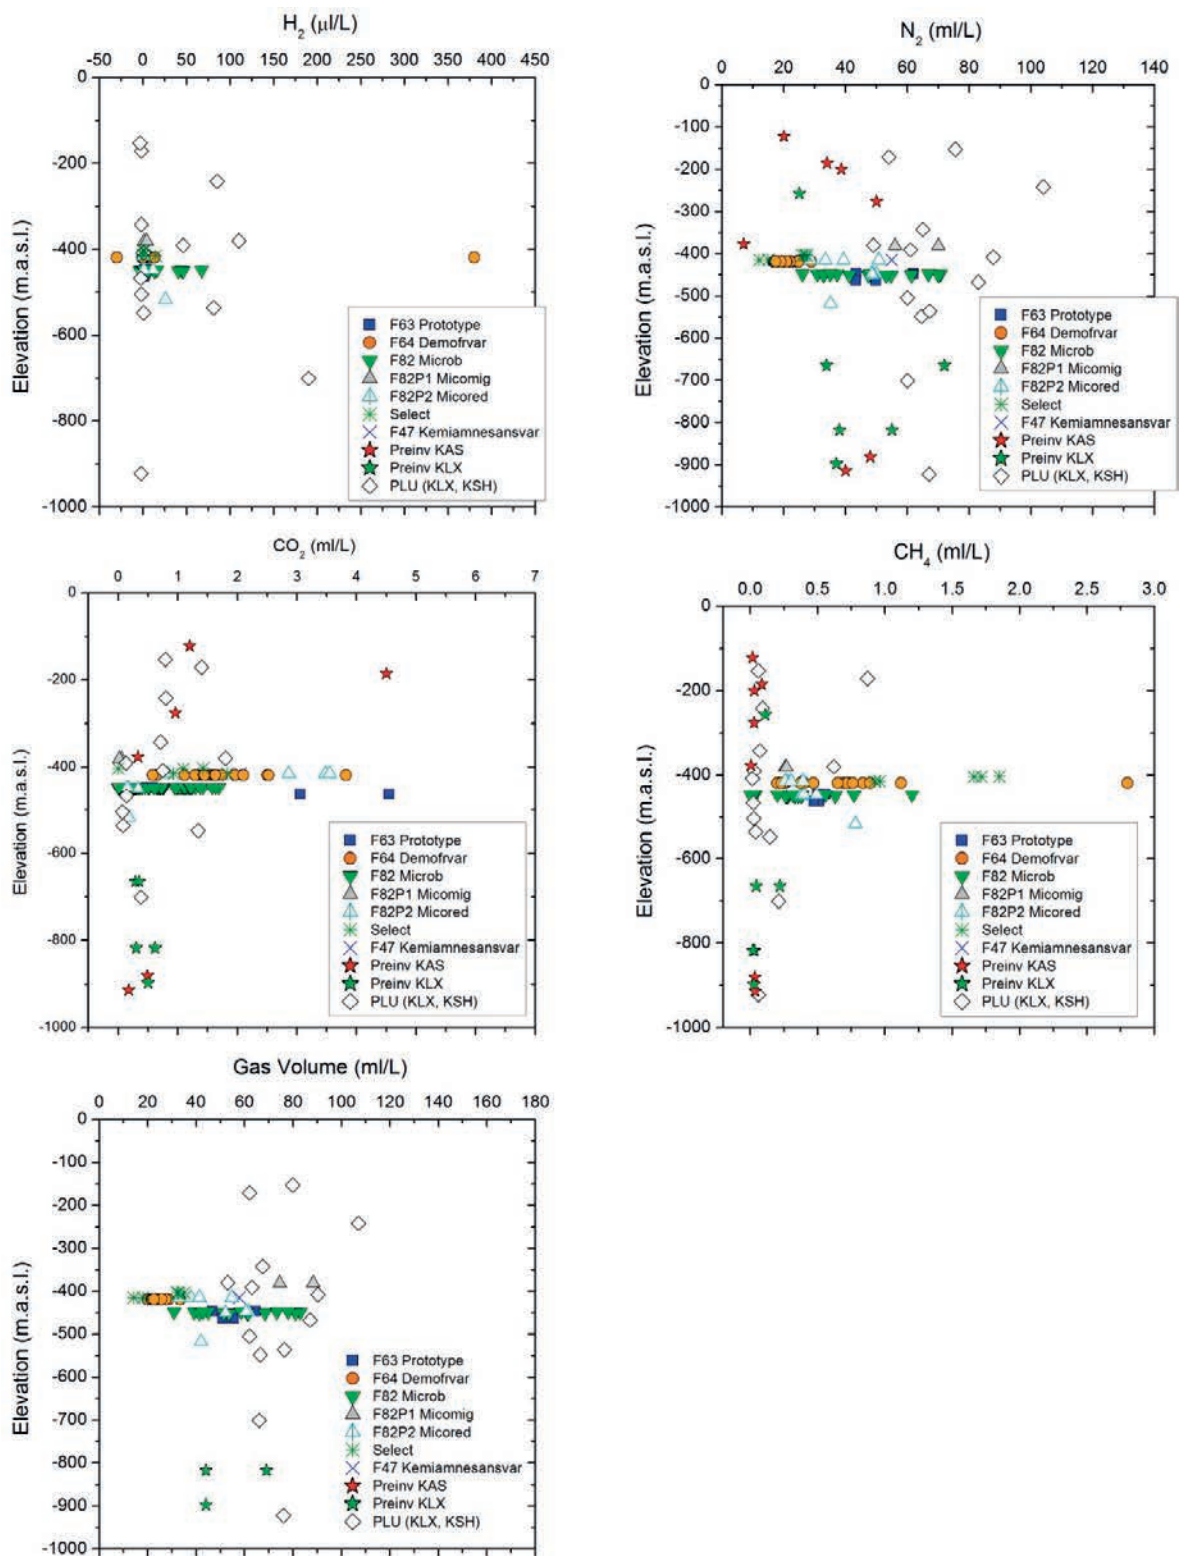 H2 (µl/L)
-50 0 50 100 150 200 250 300 350 400 450
0
-200
-400
-600
-800
-1000
Elevation (m.a.s.l.)
F63 Prototype
F64 Demofrvar
F82 Microb
F82P1 Micomig
F82P2 Micored
Select
F47 Kemiamnesansvar
Preinv KAS
Preinv KLX
PLU (KLX, KSH)
N2 (ml/L)
0 20 40 60 80 100 120 140
0
-100
-200
-300
-400
-500
-600
-700
-800
-900
-1000
Elevation (m.a.s.l.)
F63 Prototype
F64 Demofrvar
F82 Microb
F82P1 Micomig
F82P2 Micored
Select
F47 Kemiamnesansvar
Preinv KAS
Preinv KLX
PLU (KLX, KSH)
CO2 (ml/L)
0 1 2 3 4 5 6 7
0
-200
-400
-600
-800
-1000
Elevation (m.a.s.l.)
F63 Prototype
F64 Demofrvar
F82 Microb
F82P1 Micomig
F82P2 Micored
Select
F47 Kemiamnesansvar
Preinv KAS
Preinv KLX
PLU (KLX, KSH)
CH4 (ml/L)
0.0 0.5 1.0 1.5 2.0 2.5 3.0
0
-200
-400
-600
-800
-1000
Elevation (m.a.s.l.)
F63 Prototype
F64 Demofrvar
F82 Microb
F82P1 Micomig
F82P2 Micored
Select
F47 Kemiamnesansvar
Preinv KAS
Preinv KLX
PLU (KLX, KSH)
Gas Volume (ml/L)
0 20 40 60 80 100 120 140 160 180
0
-100
-200
-300
-400
-500
-600
-700
-800
-900
-1000
Elevation (m.a.s.l.)
F63 Prototype
F64 Demofrvar
F82 Microb
F82P1 Micomig
F82P2 Micored
Select
F47 Kemiamnesansvar
Preinv KAS
Preinv KLX
PLU (KLX, KSH)